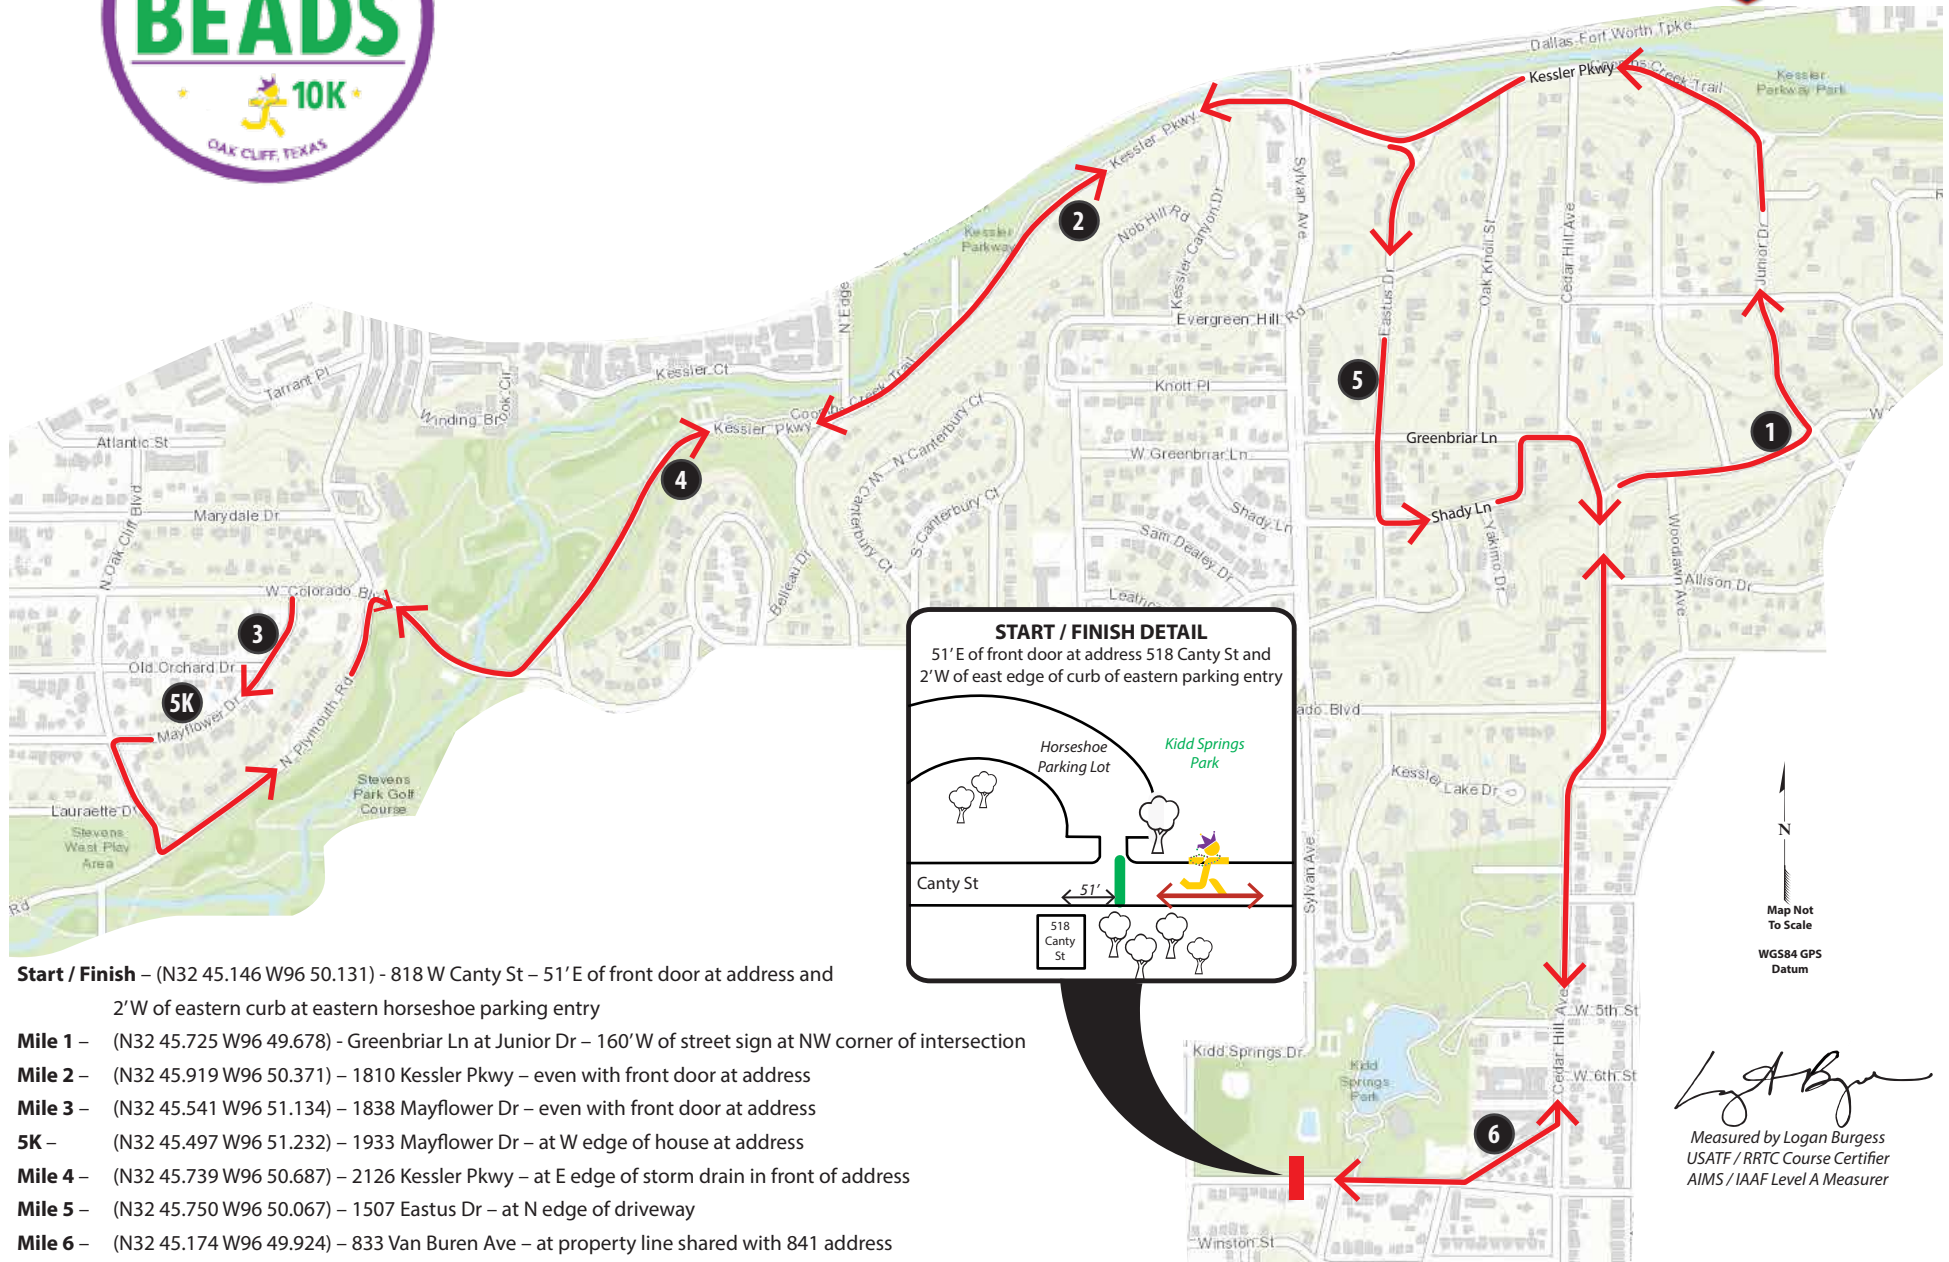 BEADS
10K
OAK CLIFF, TEXAS
Dallas-Fort Worth Tpke
Kessler Pkwy
Coombs Creek Trail
Kessler
Parkway Park
Kessler Pkwy
2
Kessler
Parkway
Nob Hill Rd
Kessler Canyon Dr
Sylvan Ave
Eastus Dr
Oak Knoll St
Cedar Hill Ave
Junior Dr
Evergreen Hill Rd
N Edge
Kessler Ct
Tarrant Pl
Winding Brook Cir
Knott Pl
5
1
Coombs Creek Trail
Kessler Pkwy
N Canterbury Ct
W Canterbury Ct
S Canterbury Ct
W Greenbriar Ln
Greenbriar Ln
Atlantic St
4
Shady Ln
Shady Ln
Marydale Dr
N Oak Cliff Blvd
Sam Dealey Dr
Yakimo Dr
Woodlawn Ave
Allison Dr
Belleau Dr
W Colorado Blvd
3
Old Orchard Dr
5K
Mayflower Dr
N Plymouth Rd
Lauraette D
Stevens
West Play
Area
Stevens
Park Golf
Course
Rd
ado Blvd
Kessler Lake Dr
Sylvan Ave
START / FINISH DETAIL
51' E of front door at address 518 Canty St and
2' W of east edge of curb of eastern parking entry
Horseshoe
Parking Lot
Kidd Springs
Park
Canty St
51'
518
Canty
St
N
Map Not
To Scale
WGS84 GPS
Datum
Kidd Springs Dr
Kidd
Springs
Park
Cedar Hill Ave
W 5th St
W 6th St
6
Winston St
Measured by Logan Burgess
USATF / RRTC Course Certifier
AIMS / IAAF Level A Measurer
Start / Finish – (N32 45.146 W96 50.131) - 818 W Canty St – 51' E of front door at address and
2' W of eastern curb at eastern horseshoe parking entry
Mile 1 – (N32 45.725 W96 49.678) - Greenbriar Ln at Junior Dr – 160' W of street sign at NW corner of intersection
Mile 2 – (N32 45.919 W96 50.371) – 1810 Kessler Pkwy – even with front door at address
Mile 3 – (N32 45.541 W96 51.134) – 1838 Mayflower Dr – even with front door at address
5K – (N32 45.497 W96 51.232) – 1933 Mayflower Dr – at W edge of house at address
Mile 4 – (N32 45.739 W96 50.687) – 2126 Kessler Pkwy – at E edge of storm drain in front of address
Mile 5 – (N32 45.750 W96 50.067) – 1507 Eastus Dr – at N edge of driveway
Mile 6 – (N32 45.174 W96 49.924) – 833 Van Buren Ave – at property line shared with 841 address